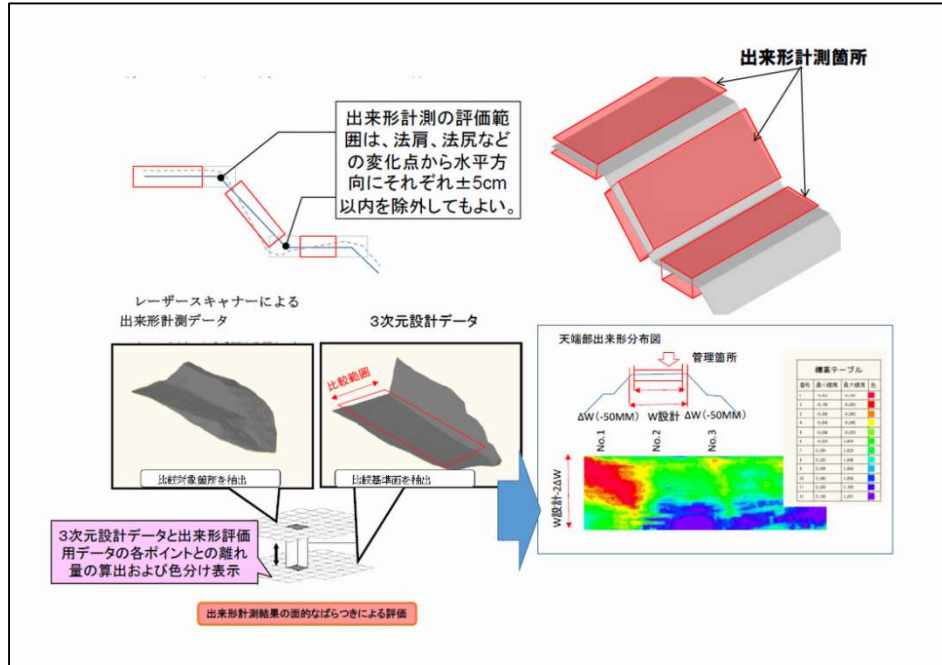 出来形計測箇所
出来形計測の評価範
囲は、法肩、法尻など
の変化点から水平方
向にそれぞれ±5cm
以内を除外してもよい。
レーザースキャナーによる
出来形計測データ
3次元設計データ
比較範囲
比較対象箇所を抽出
比較基準面を抽出
3次元設計データと出来形評価
用データの各ポイントとの離れ
量の算出および色分け表示
出来形計測結果の面的なばらつきによる評価
天端部出来形分布図
管理箇所
ΔW(-50MM)
W設計
ΔW(-50MM)
No.1
No.2
No.3
W設計-2ΔW
標高テーブル